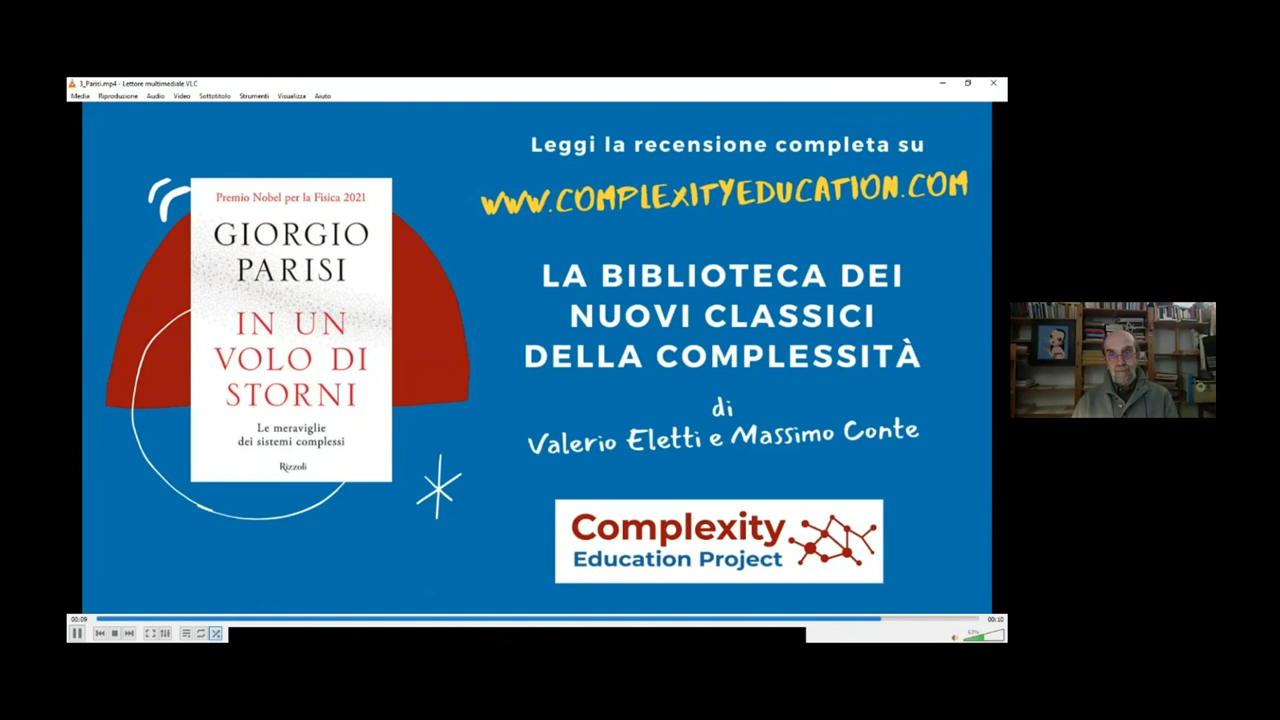 3_Parisi.mp4 - Lettore multimediale VLC
Media Riproduzione Audio Video Sottotitolo Strumenti Visualizza Aiuto
Leggi la recensione completa su
WWW.COMPLEXITYEDUCATION.COM
Premio Nobel per la Fisica 2021
GIORGIO
PARISI
IN UN
VOLO DI
STORNI
Le meraviglie
dei sistemi complessi
Rizzoli
LA BIBLIOTECA DEI
NUOVI CLASSICI
DELLA COMPLESSITÀ
di
Valerio Eletti e Massimo Conte
Complexity
Education Project
00:09
00:10
63%